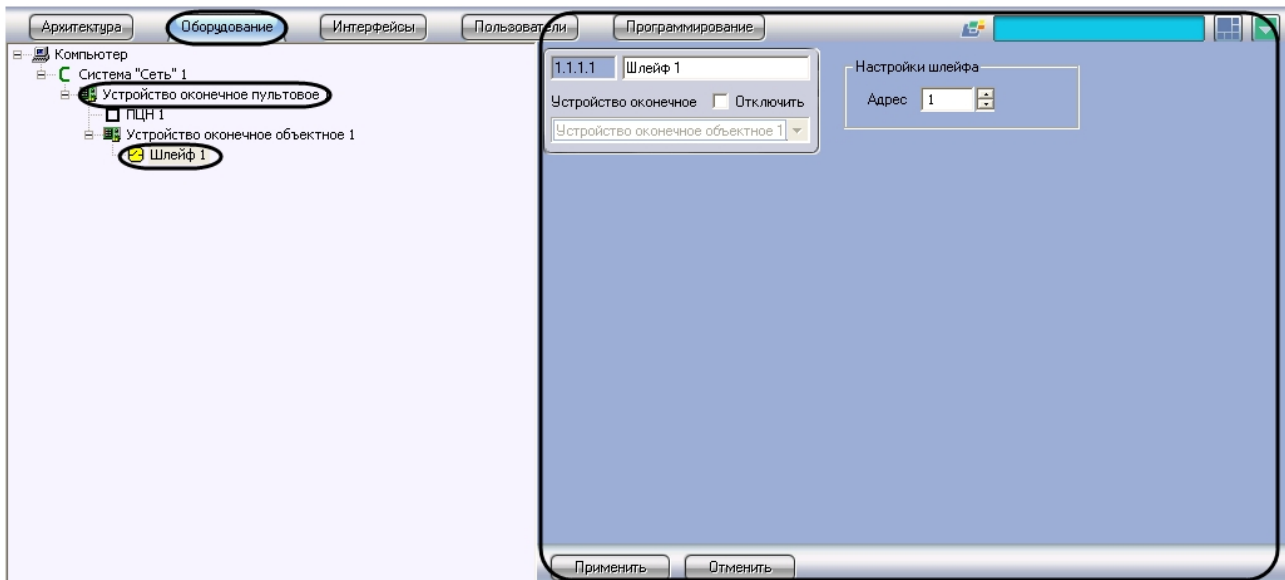 Архитектура Оборудование Интерфейсы Пользователи Программирование
Компьютер
Система "Сеть" 1
Устройство оконечное пультовое
ПЦН 1
Устройство оконечное объектное 1
Шлейф 1
1.1.1.1 Шлейф 1
Устройство оконечное Отключить
Устройство оконечное объектное 1
Настройки шлейфа
Адрес 1
Применить Отменить